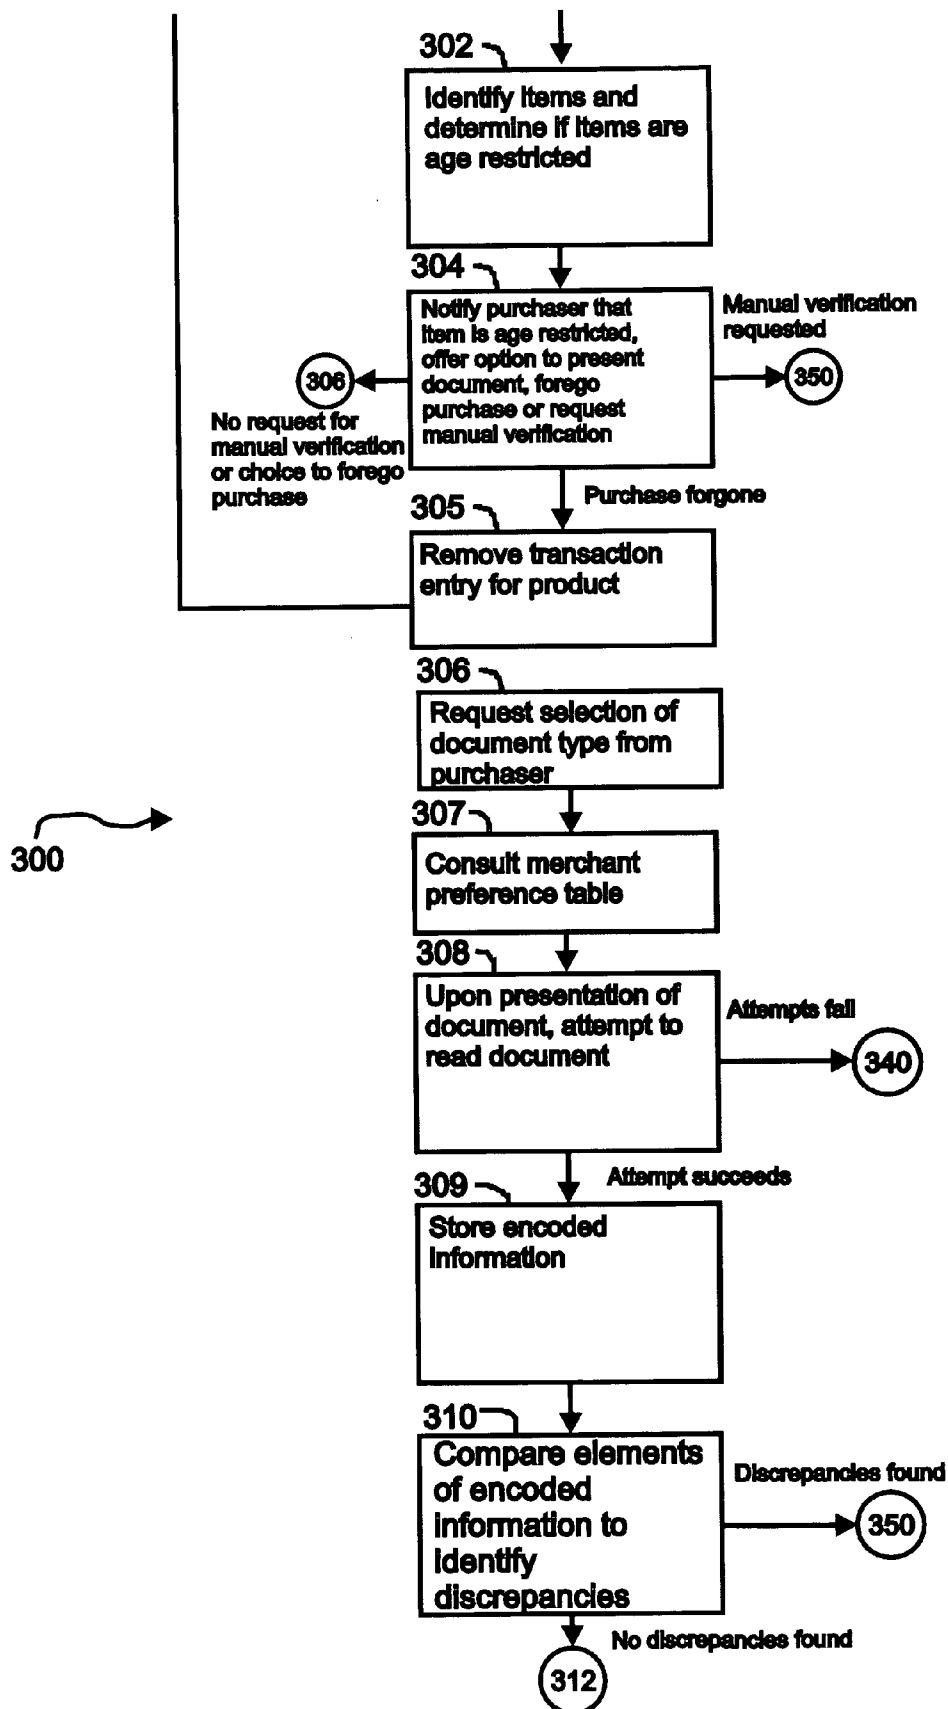 302
Identify items and
determine if items are
age restricted
304
Notify purchaser that
item is age restricted,
offer option to present
document, forego
purchase or request
manual verification
Manual verification
requested
350
306
No request for
manual verification
or choice to forego
purchase
Purchase forgone
305
Remove transaction
entry for product
306
Request selection of
document type from
purchaser
307
Consult merchant
preference table
300
308
Upon presentation of
document, attempt to
read document
Attempts fail
340
Attempt succeeds
309
Store encoded
information
310
Compare elements
of encoded
information to
identify
discrepancies
Discrepancies found
350
No discrepancies found
312